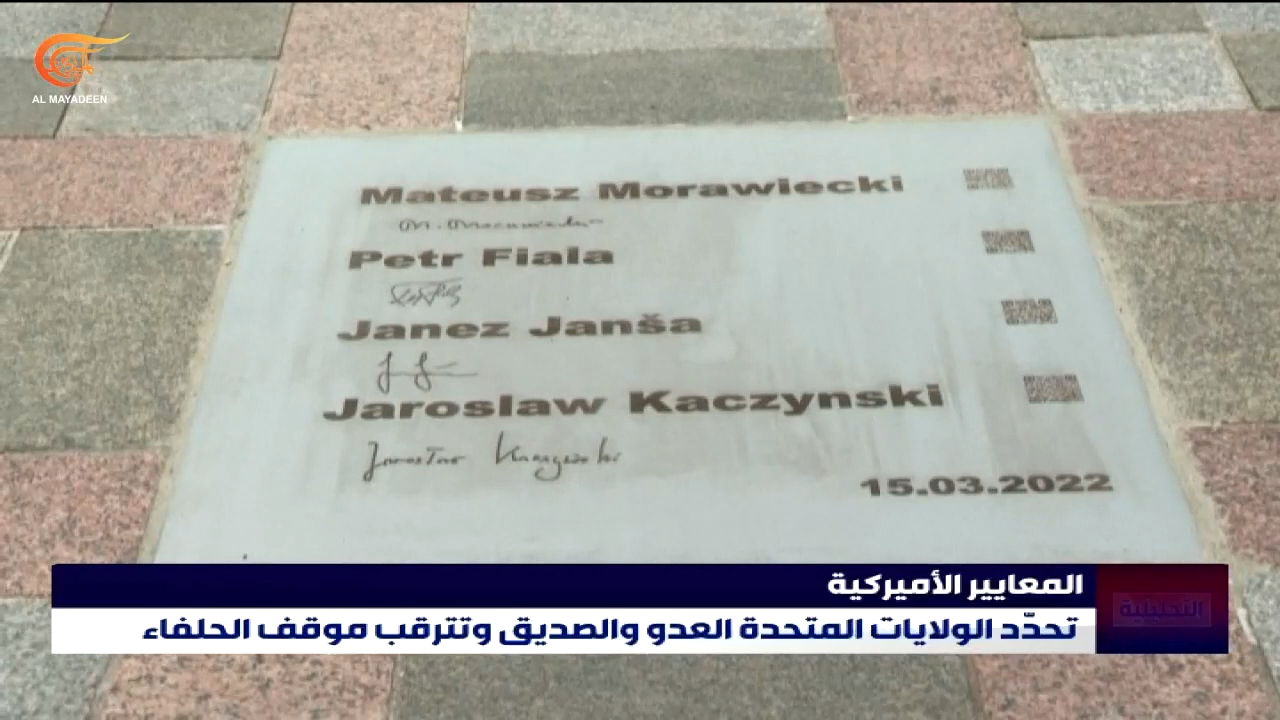 AL MAYADEEN
Mateusz Morawiecki
Petr Fiala
Janez Janša
Jaroslaw Kaczynski
15.03.2022
المعايير الأميركية
التحليلية
تحدّد الولايات المتحدة العدو والصديق وتترقب موقف الحلفاء